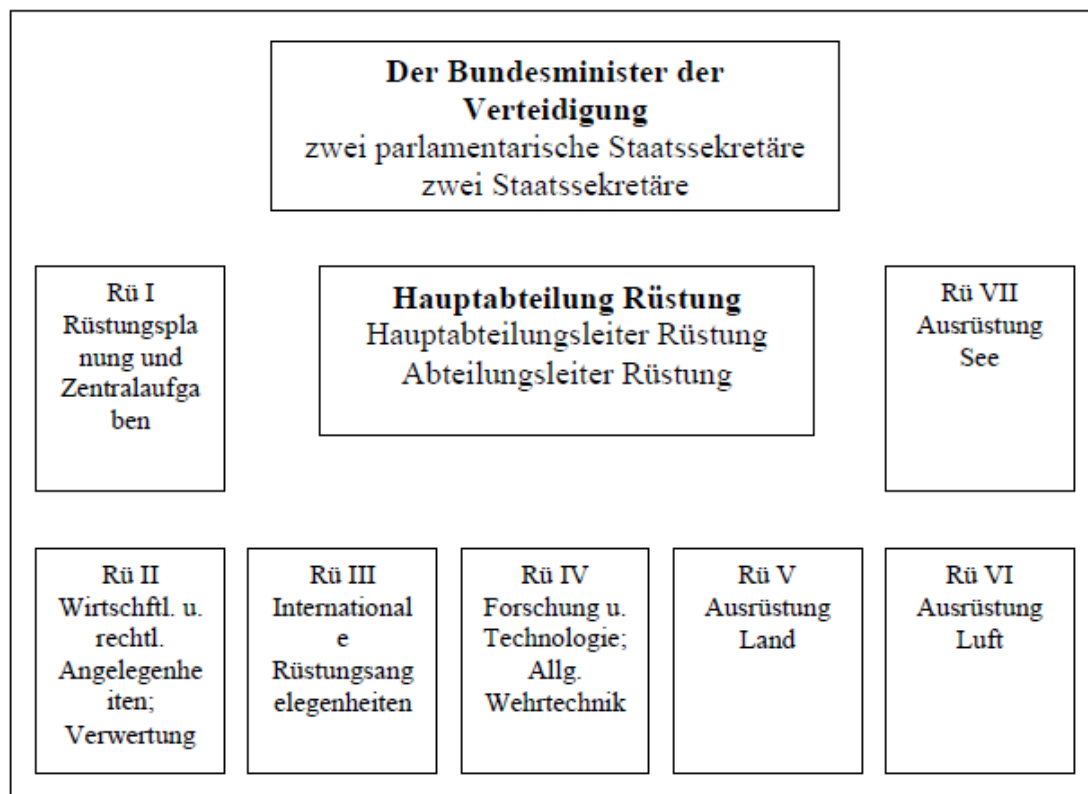 Der Bundesminister der
Verteidigung
zwei parlamentarische Staatssekretäre
zwei Staatssekretäre
Rü I
Rüstungspla
nung und
Zentralaufga
ben
Hauptabteilung Rüstung
Hauptabteilungsleiter Rüstung
Abteilungsleiter Rüstung
Rü VII
Ausrüstung
See
Rü II
Wirtschftl. u.
rechtl.
Angelegenhe
iten;
Verwertung
Rü III
International
e
Rüstungsang
elegenheiten
Rü IV
Forschung u.
Technologie;
Allg.
Wehrtechnik
Rü V
Ausrüstung
Land
Rü VI
Ausrüstung
Luft